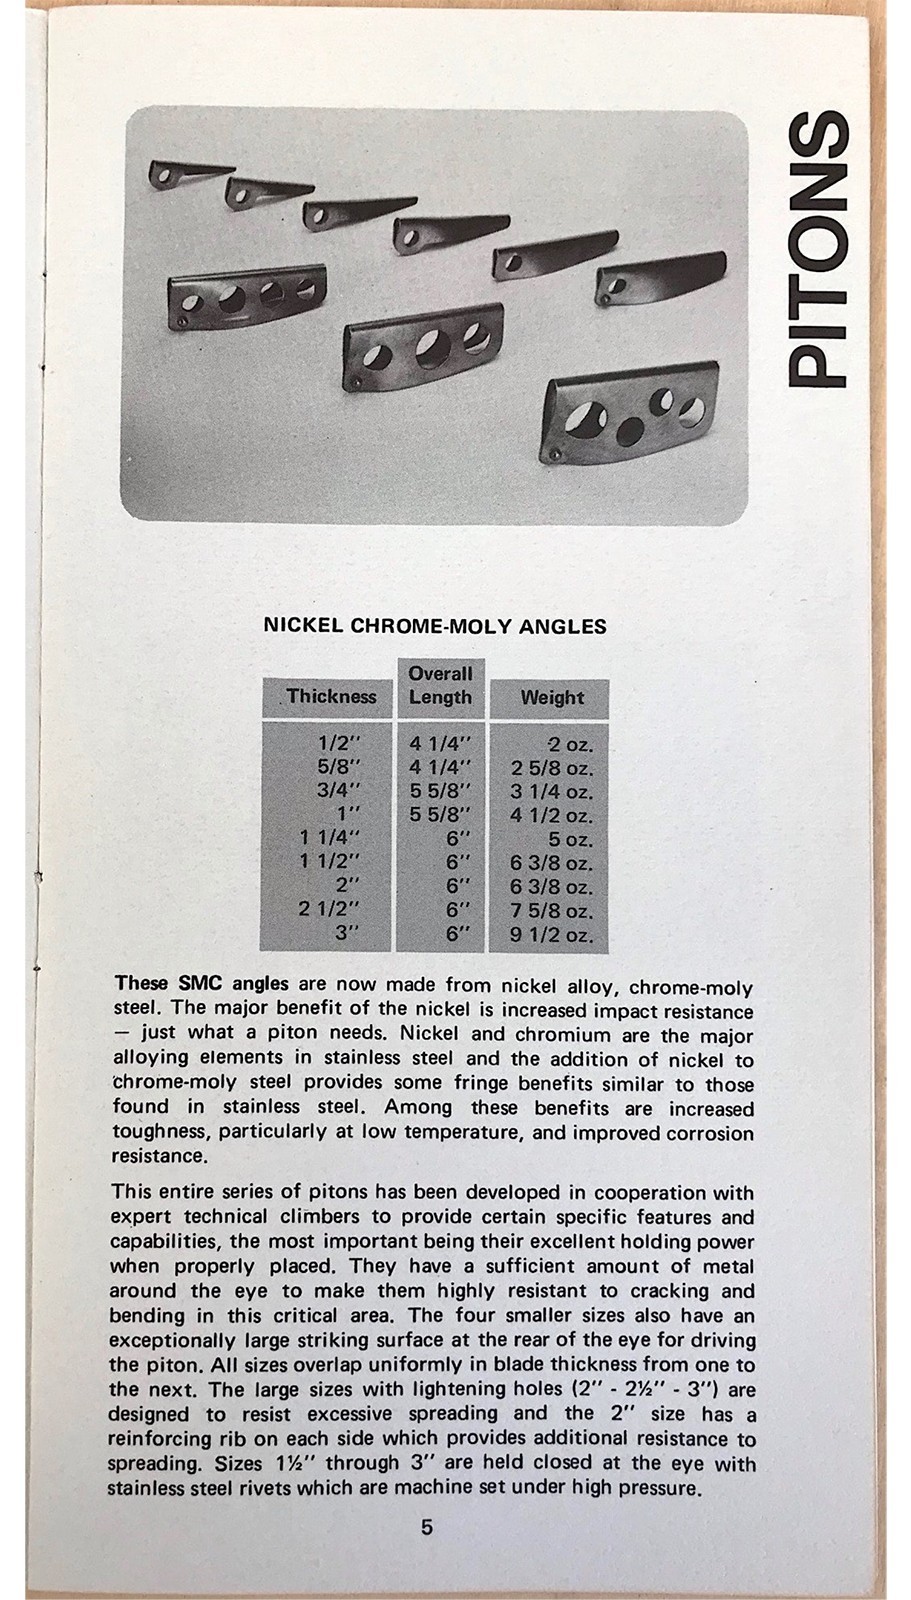 PITONS
NICKEL CHROME-MOLY ANGLES
Thickness Overall Length Weight
1/2" 4 1/4" 2 oz.
5/8" 4 1/4" 2 5/8 oz.
3/4" 5 5/8" 3 1/4 oz.
1" 5 5/8" 4 1/2 oz.
1 1/4" 6" 5 oz.
1 1/2" 6" 6 3/8 oz.
2" 6" 6 3/8 oz.
2 1/2" 6" 7 5/8 oz.
3" 6" 9 1/2 oz.
These SMC angles are now made from nickel alloy, chrome-moly
steel. The major benefit of the nickel is increased impact resistance
— just what a piton needs. Nickel and chromium are the major
alloying elements in stainless steel and the addition of nickel to
chrome-moly steel provides some fringe benefits similar to those
found in stainless steel. Among these benefits are increased
toughness, particularly at low temperature, and improved corrosion
resistance.
This entire series of pitons has been developed in cooperation with
expert technical climbers to provide certain specific features and
capabilities, the most important being their excellent holding power
when properly placed. They have a sufficient amount of metal
around the eye to make them highly resistant to cracking and
bending in this critical area. The four smaller sizes also have an
exceptionally large striking surface at the rear of the eye for driving
the piton. All sizes overlap uniformly in blade thickness from one to
the next. The large sizes with lightening holes (2" - 2½" - 3") are
designed to resist excessive spreading and the 2" size has a
reinforcing rib on each side which provides additional resistance to
spreading. Sizes 1½" through 3" are held closed at the eye with
stainless steel rivets which are machine set under high pressure.
5